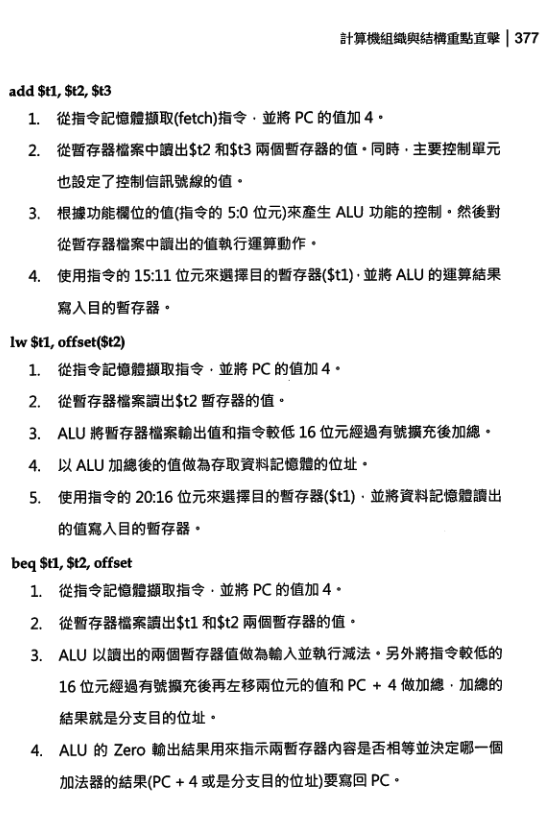 計算機組織與結構重點直擊 | 377
add $t1, $t2, $t3
1. 從指令記憶體擷取(fetch)指令，並將 PC 的值加 4。
2. 從暫存器檔案中讀出$t2 和$t3 兩個暫存器的值。同時，主要控制單元
也設定了控制信訊號線的值。
3. 根據功能欄位的值(指令的 5:0 位元)來產生 ALU 功能的控制。然後對
從暫存器檔案中讀出的值執行運算動作。
4. 使用指令的 15:11 位元來選擇目的暫存器($t1)，並將 ALU 的運算結果
寫入目的暫存器。
lw $t1, offset($t2)
1. 從指令記憶體擷取指令，並將 PC 的值加 4。
2. 從暫存器檔案讀出$t2 暫存器的值。
3. ALU 將暫存器檔案輸出值和指令較低 16 位元經過有號擴充後加總。
4. 以 ALU 加總後的值做為存取資料記憶體的位址。
5. 使用指令的 20:16 位元來選擇目的暫存器($t1)，並將資料記憶體讀出
的值寫入目的暫存器。
beq $t1, $t2, offset
1. 從指令記憶體擷取指令，並將 PC 的值加 4。
2. 從暫存器檔案讀出$t1 和$t2 兩個暫存器的值。
3. ALU 以讀出的兩個暫存器值做為輸入並執行減法。另外將指令較低的
16 位元經過有號擴充後再左移兩位元的值和 PC + 4 做加總，加總的
結果就是分支目的位址。
4. ALU 的 Zero 輸出結果用來指示兩暫存器內容是否相等並決定哪一個
加法器的結果(PC + 4 或是分支目的位址)要寫回 PC。